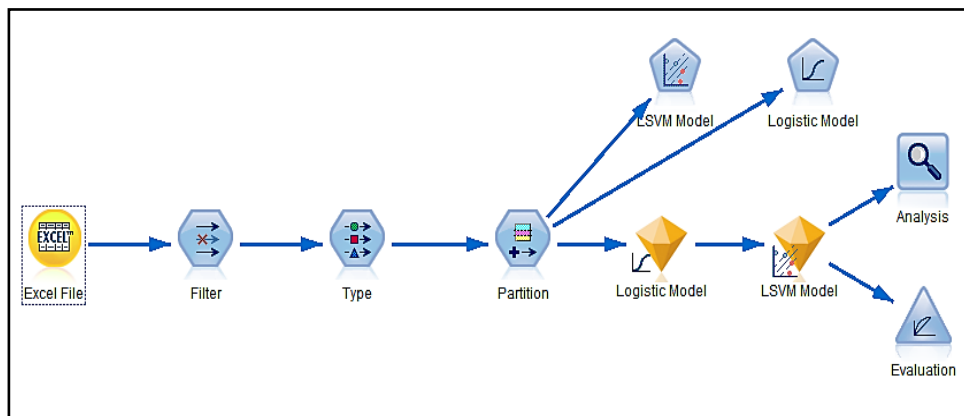 LSVM Model
Logistic Model
Analysis
EXCEL
Excel File
Filter
Type
Partition
Logistic Model
LSVM Model
Evaluation